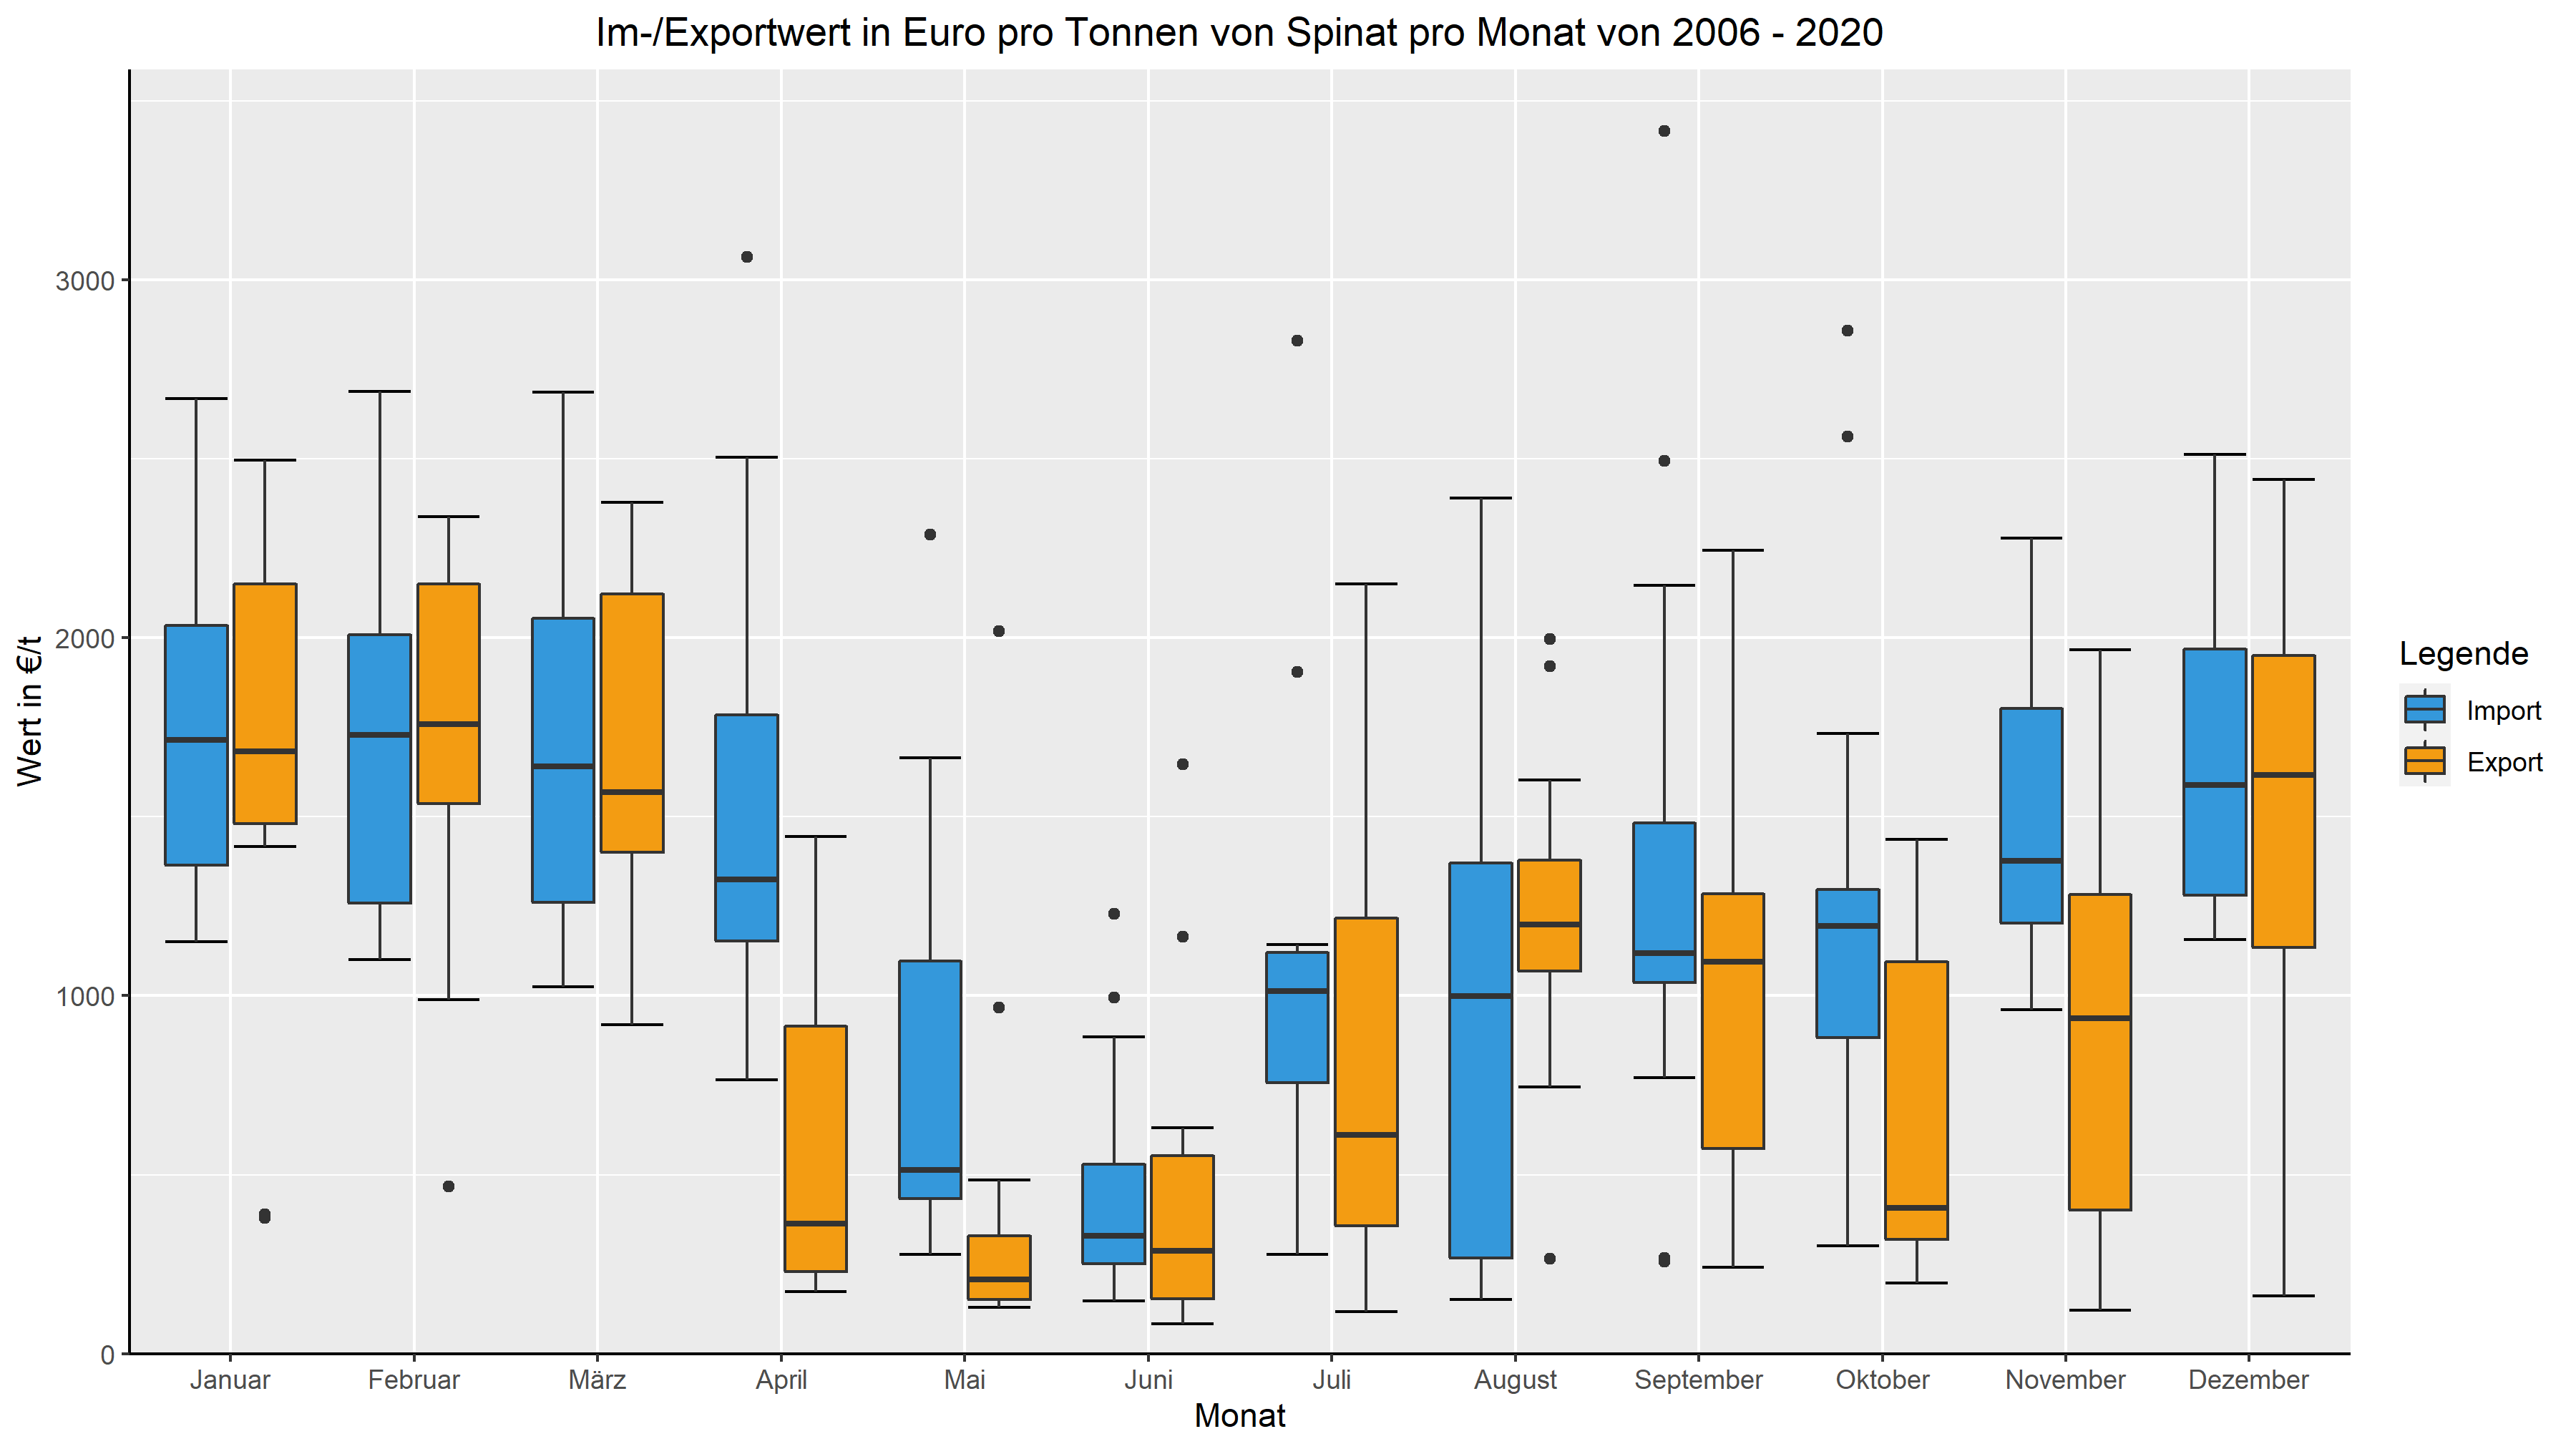 Im-/Exportwert in Euro pro Tonnen von Spinat pro Monat von 2006 - 2020
Wert in €/t
3000
2000
1000
0
Januar Februar März April Mai Juni Juli August September Oktober November Dezember
Monat
Legende
Import
Export